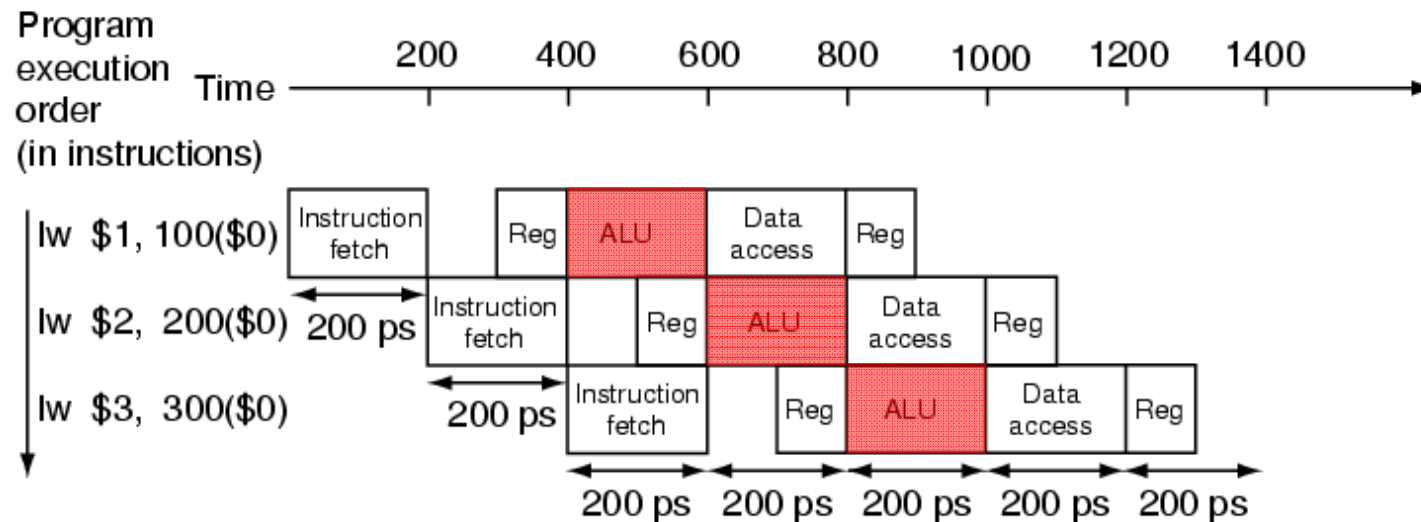 Program
execution
order
(in instructions)
Time
200 400 600 800 1000 1200 1400
lw $1, 100($0)
Instruction
fetch
Reg
ALU
Data
access
Reg
200 ps
lw $2, 200($0)
Instruction
fetch
Reg
ALU
Data
access
Reg
200 ps
lw $3, 300($0)
Instruction
fetch
Reg
ALU
Data
access
Reg
200 ps 200 ps 200 ps 200 ps 200 ps